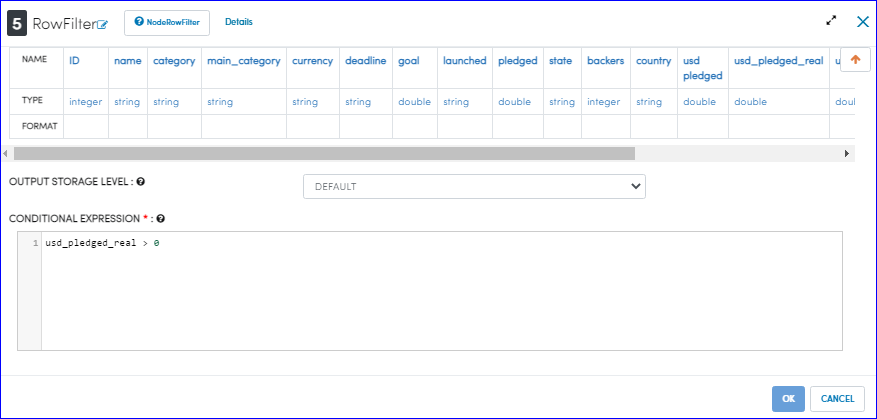 5 RowFilter NodeRowFilter Details
NAME ID name category main_category currency deadline goal launched pledged state backers country usd pledged usd_pledged_real
TYPE integer string string string string string double string double string integer string double double doul
FORMAT
OUTPUT STORAGE LEVEL :
DEFAULT
CONDITIONAL EXPRESSION * :
1 usd_pledged_real > 0
OK CANCEL